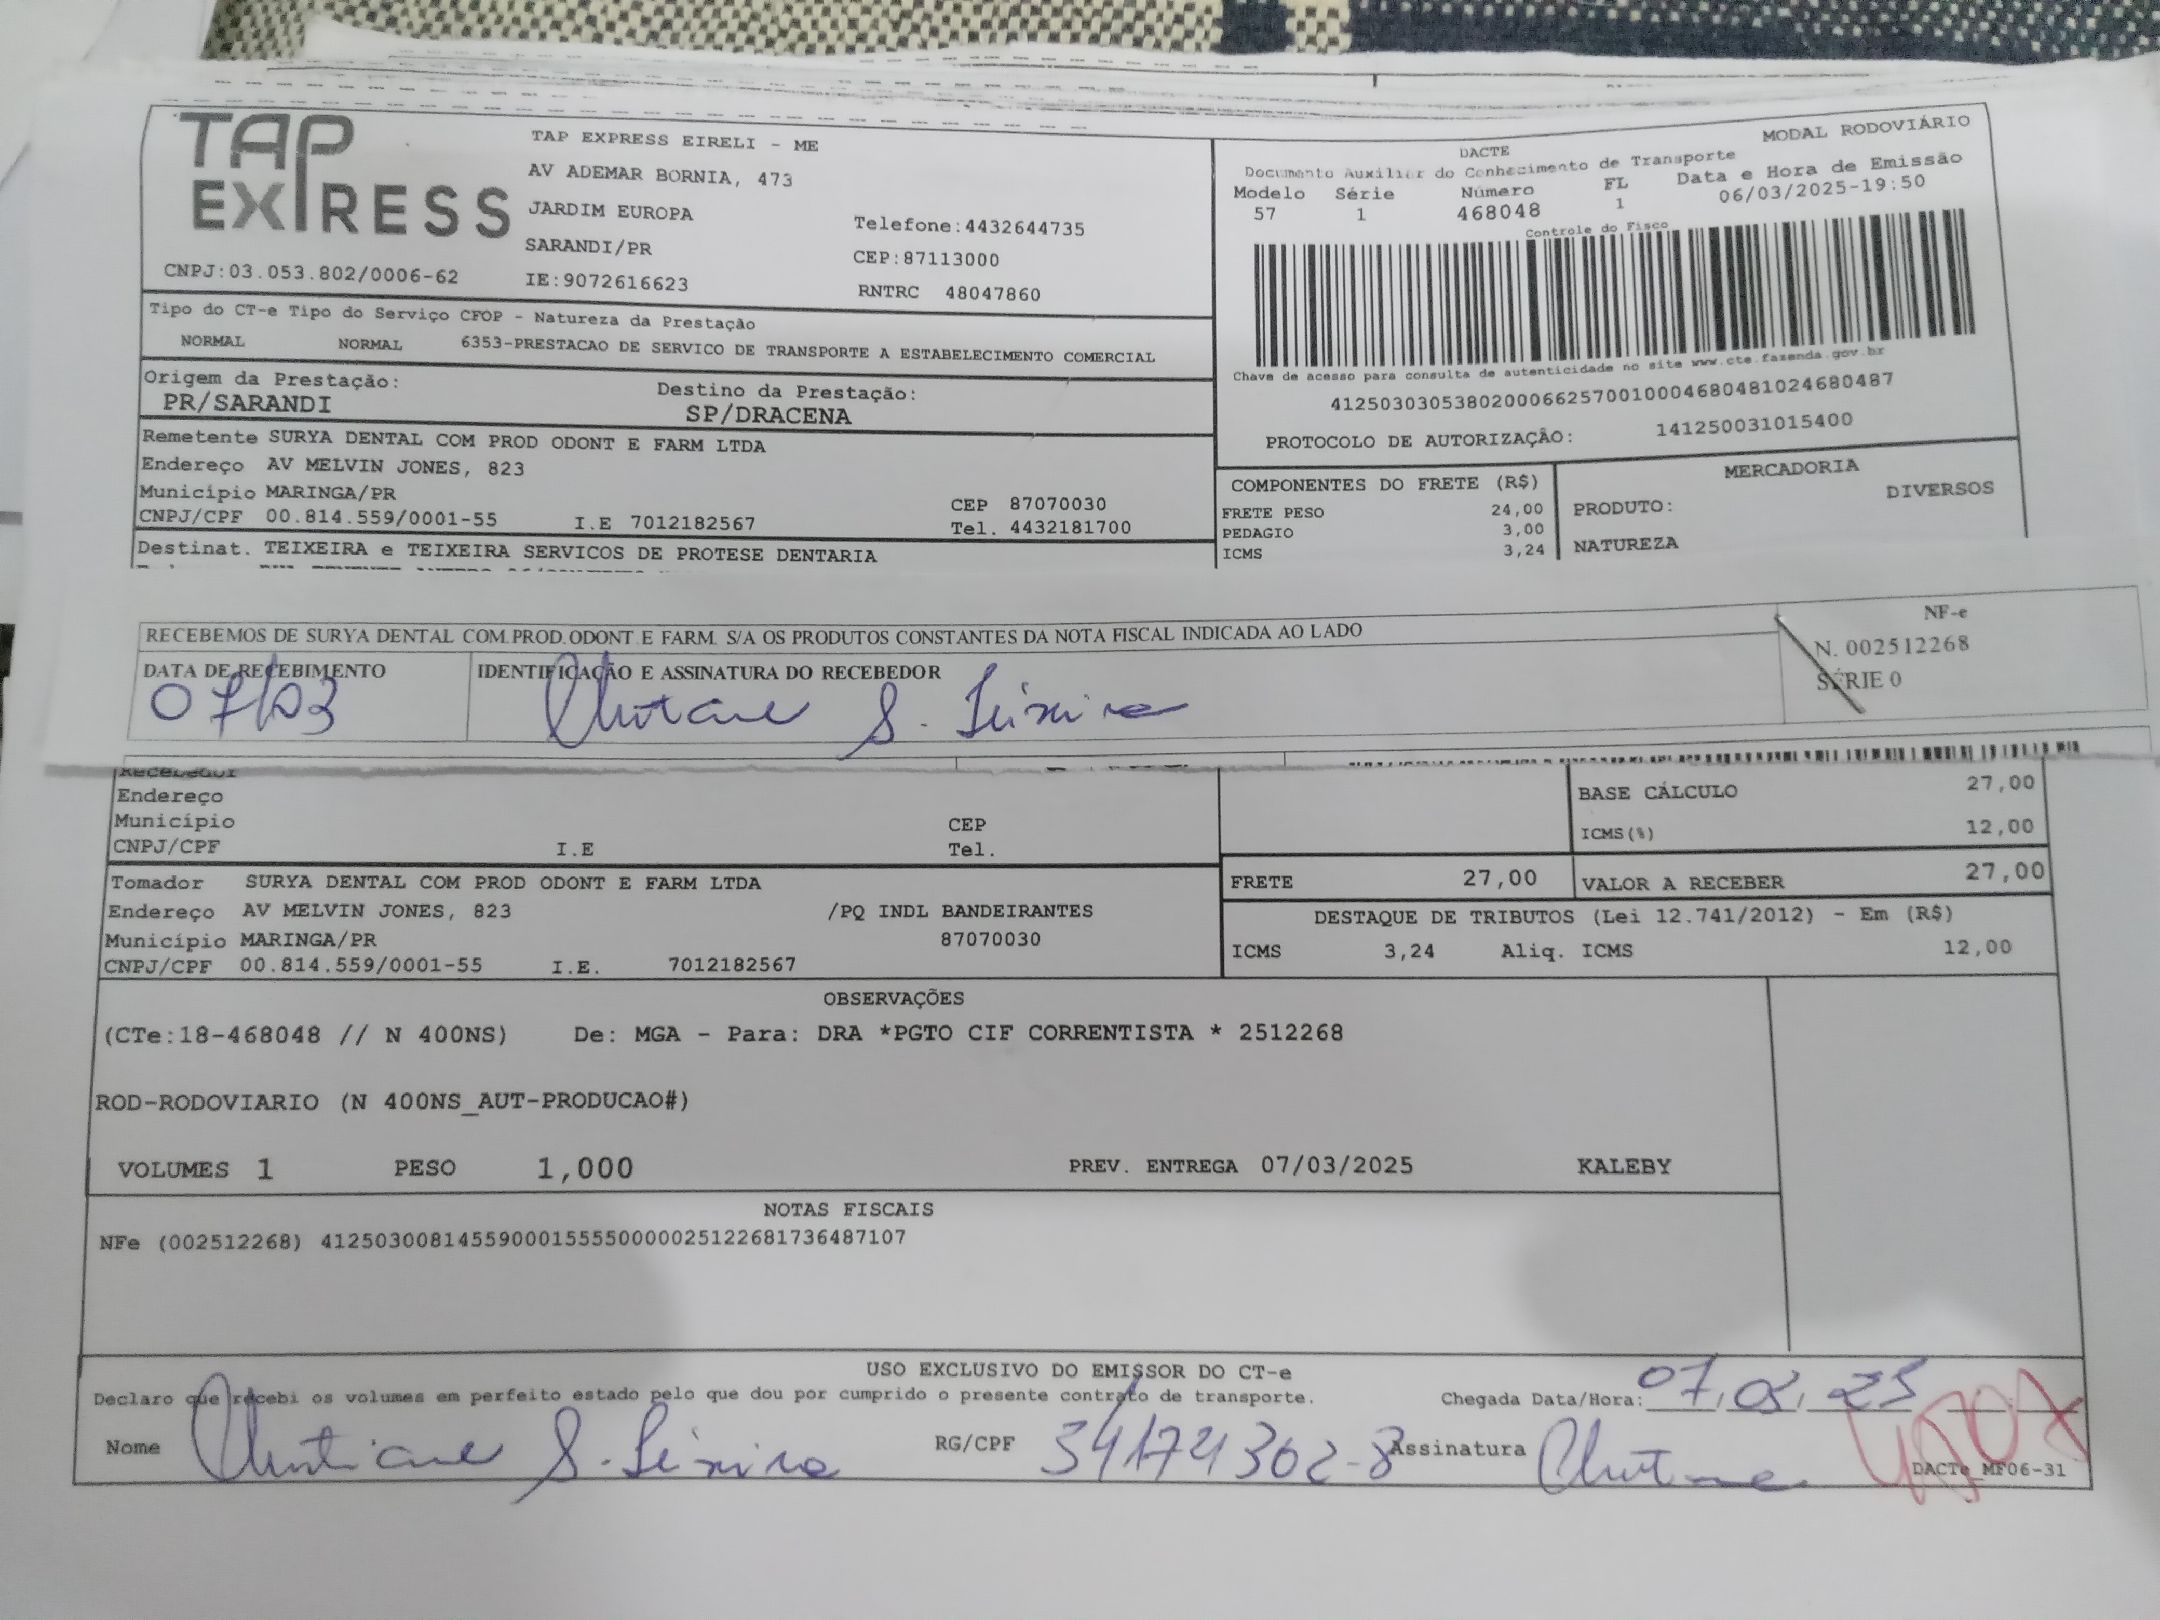 TAP
EXPRESS
TAP EXPRESS EIRELI - ME
AV ADEMAR BORNIA, 473
JARDIM EUROPA
SARANDI/PR
Telefone:4432644735
CEP:87113000
CNPJ:03.053.802/0006-62 IE:9072616623 RNTRC 48047860
DACTE MODAL RODOVIÁRIO
Documento Auxiliar do Conhecimento de Transporte
Modelo Série Número FL Data e Hora de Emissão
57 1 468048 1 06/03/2025-19:50
Controle do Fisco
Chave de acesso para consulta de autenticidade no site www.cte.fazenda.gov.br
41250303053802000662570010004680481024680487
PROTOCOLO DE AUTORIZAÇÃO: 141250031015400
Tipo do CT-e Tipo do Serviço CFOP - Natureza da Prestação
NORMAL NORMAL 6353-PRESTACAO DE SERVICO DE TRANSPORTE A ESTABELECIMENTO COMERCIAL
Origem da Prestação: Destino da Prestação:
PR/SARANDI SP/DRACENA
Remetente SURYA DENTAL COM PROD ODONT E FARM LTDA
Endereço AV MELVIN JONES, 823
Município MARINGA/PR CEP 87070030
CNPJ/CPF 00.814.559/0001-55 I.E 7012182567 Tel. 4432181700
Destinat. TEIXEIRA e TEIXEIRA SERVICOS DE PROTESE DENTARIA
COMPONENTES DO FRETE (R$)
FRETE PESO 24,00
PEDAGIO 3,00
ICMS 3,24
MERCADORIA
PRODUTO: DIVERSOS
NATUREZA
RECEBEMOS DE SURYA DENTAL COM.PROD.ODONT.E FARM. S/A OS PRODUTOS CONSTANTES DA NOTA FISCAL INDICADA AO LADO
NF-e
N. 002512268
SÉRIE 0
DATA DE RECEBIMENTO IDENTIFICAÇÃO E ASSINATURA DO RECEBEDOR
07/03 S. Teixeira
Recebedor
Endereço
Município CEP
CNPJ/CPF I.E Tel.
BASE CÁLCULO 27,00
ICMS(%) 12,00
FRETE 27,00 VALOR A RECEBER 27,00
Tomador SURYA DENTAL COM PROD ODONT E FARM LTDA
Endereço AV MELVIN JONES, 823 /PQ INDL BANDEIRANTES
Município MARINGA/PR 87070030
CNPJ/CPF 00.814.559/0001-55 I.E. 7012182567
DESTAQUE DE TRIBUTOS (Lei 12.741/2012) - Em (R$)
ICMS 3,24 Aliq. ICMS 12,00
OBSERVAÇÕES
(CTe:18-468048 // N 400NS) De: MGA - Para: DRA *PGTO CIF CORRENTISTA * 2512268
ROD-RODOVIARIO (N 400NS_AUT-PRODUCAO#)
VOLUMES 1 PESO 1,000 PREV. ENTREGA 07/03/2025 KALEBY
NOTAS FISCAIS
NFe (002512268) 41250300814559000155550000025122681736487107
USO EXCLUSIVO DO EMISSOR DO CT-e
Declaro que recebi os volumes em perfeito estado pelo que dou por cumprido o presente contrato de transporte. Chegada Data/Hora: 07, 03, 25
Nome S. Teixeira RG/CPF 34174302-8 Assinatura
DACTe_MF06-31